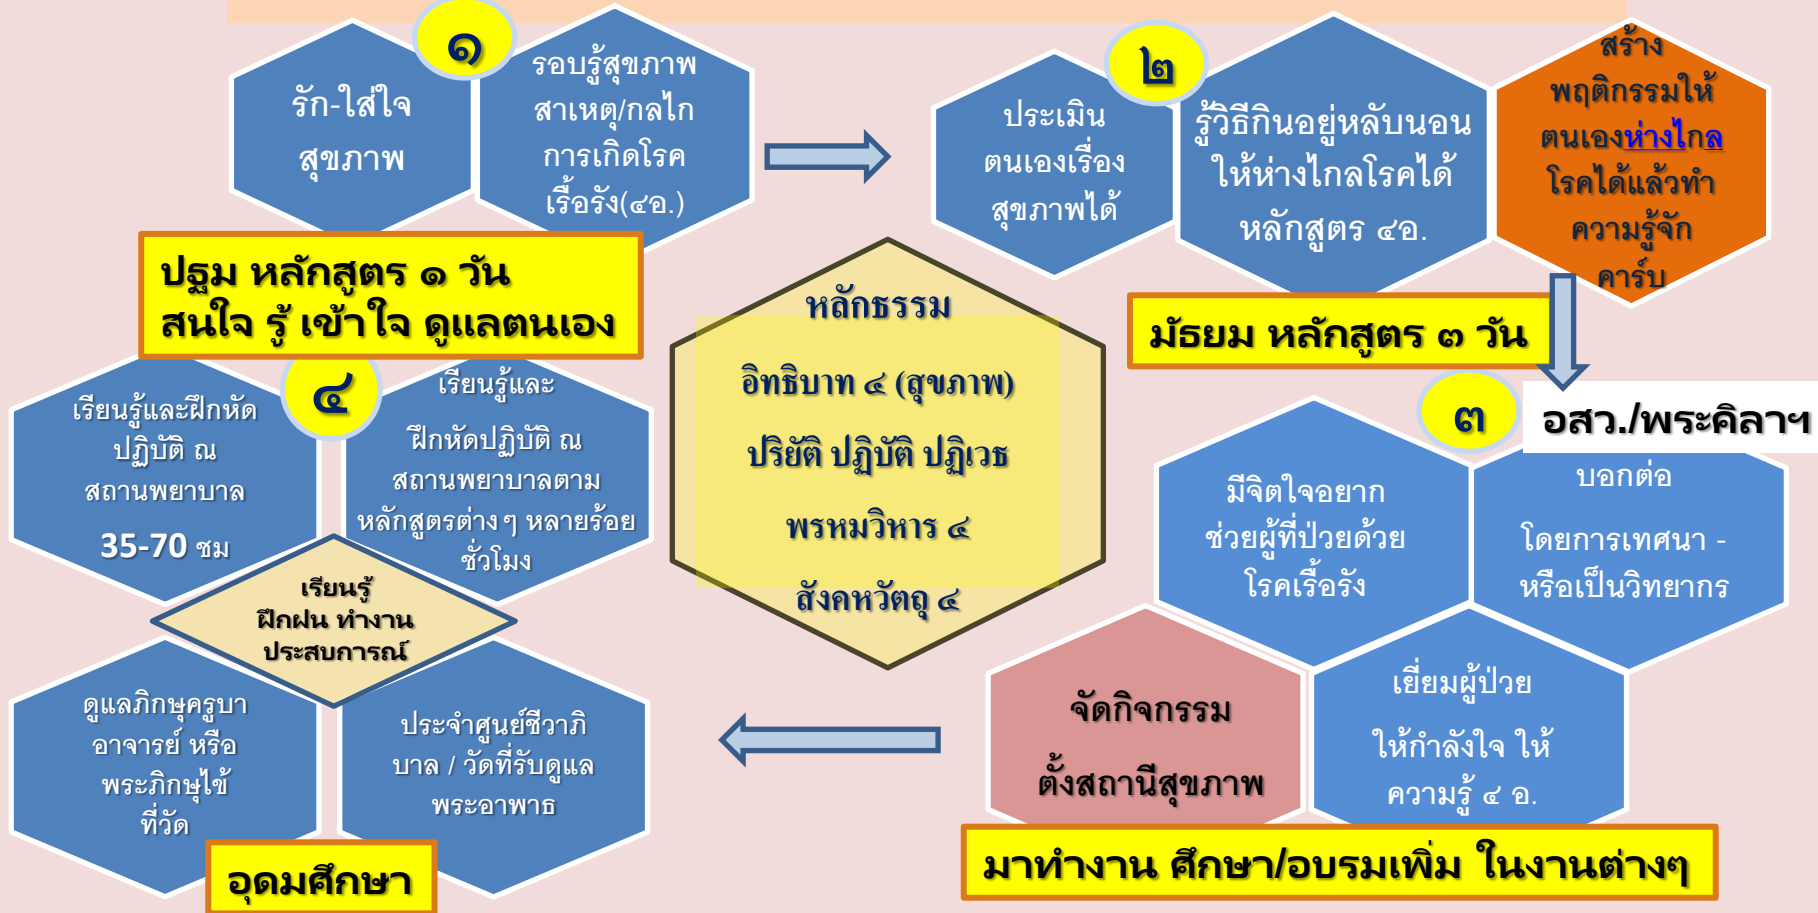 ๑
รัก-ใส่ใจ
สุขภาพ
รอบรู้สุขภาพ
สาเหตุ/กลไก
การเกิดโรค
เรื้อรัง(๔อ.)
ปฐม หลักสูตร ๑ วัน
สนใจ รู้ เข้าใจ ดูแลตนเอง
๒
ประเมิน
ตนเองเรื่อง
สุขภาพได้
รู้วิธีกินอยู่หลับนอน
ให้ห่างไกลโรคได้
หลักสูตร ๔อ.
สร้าง
พฤติกรรมให้
ตนเองห่างไกล
โรคได้แล้วทำ
ความรู้จัก
คาร์บ
มัธยม หลักสูตร ๓ วัน
หลักธรรม
อิทธิบาท ๔ (สุขภาพ)
ปริยัติ ปฏิบัติ ปฏิเวธ
พรหมวิหาร ๔
สังคหวัตถุ ๔
๓
อสว./พระคิลาฯ
มีจิตใจอยาก
ช่วยผู้ที่ป่วยด้วย
โรคเรื้อรัง
บอกต่อ
โดยการเทศนา -
หรือเป็นวิทยากร
เยี่ยมผู้ป่วย
ให้กำลังใจ ให้
ความรู้ ๔ อ.
จัดกิจกรรม
ตั้งสถานีสุขภาพ
มาทำงาน ศึกษา/อบรมเพิ่ม ในงานต่างๆ
๔
เรียนรู้และฝึกหัด
ปฏิบัติ ณ
สถานพยาบาล
35-70 ชม
เรียนรู้และ
ฝึกหัดปฏิบัติ ณ
สถานพยาบาลตาม
หลักสูตรต่าง ๆ หลายร้อย
ชั่วโมง
เรียนรู้
ฝึกฝน ทำงาน
ประสบการณ์
ดูแลภิกษุครูบา
อาจารย์ หรือ
พระภิกษุไข้
ที่วัด
ประจำศูนย์ชีวาภิ
บาล / วัดที่รับดูแล
พระอาพาธ
อุดมศึกษา